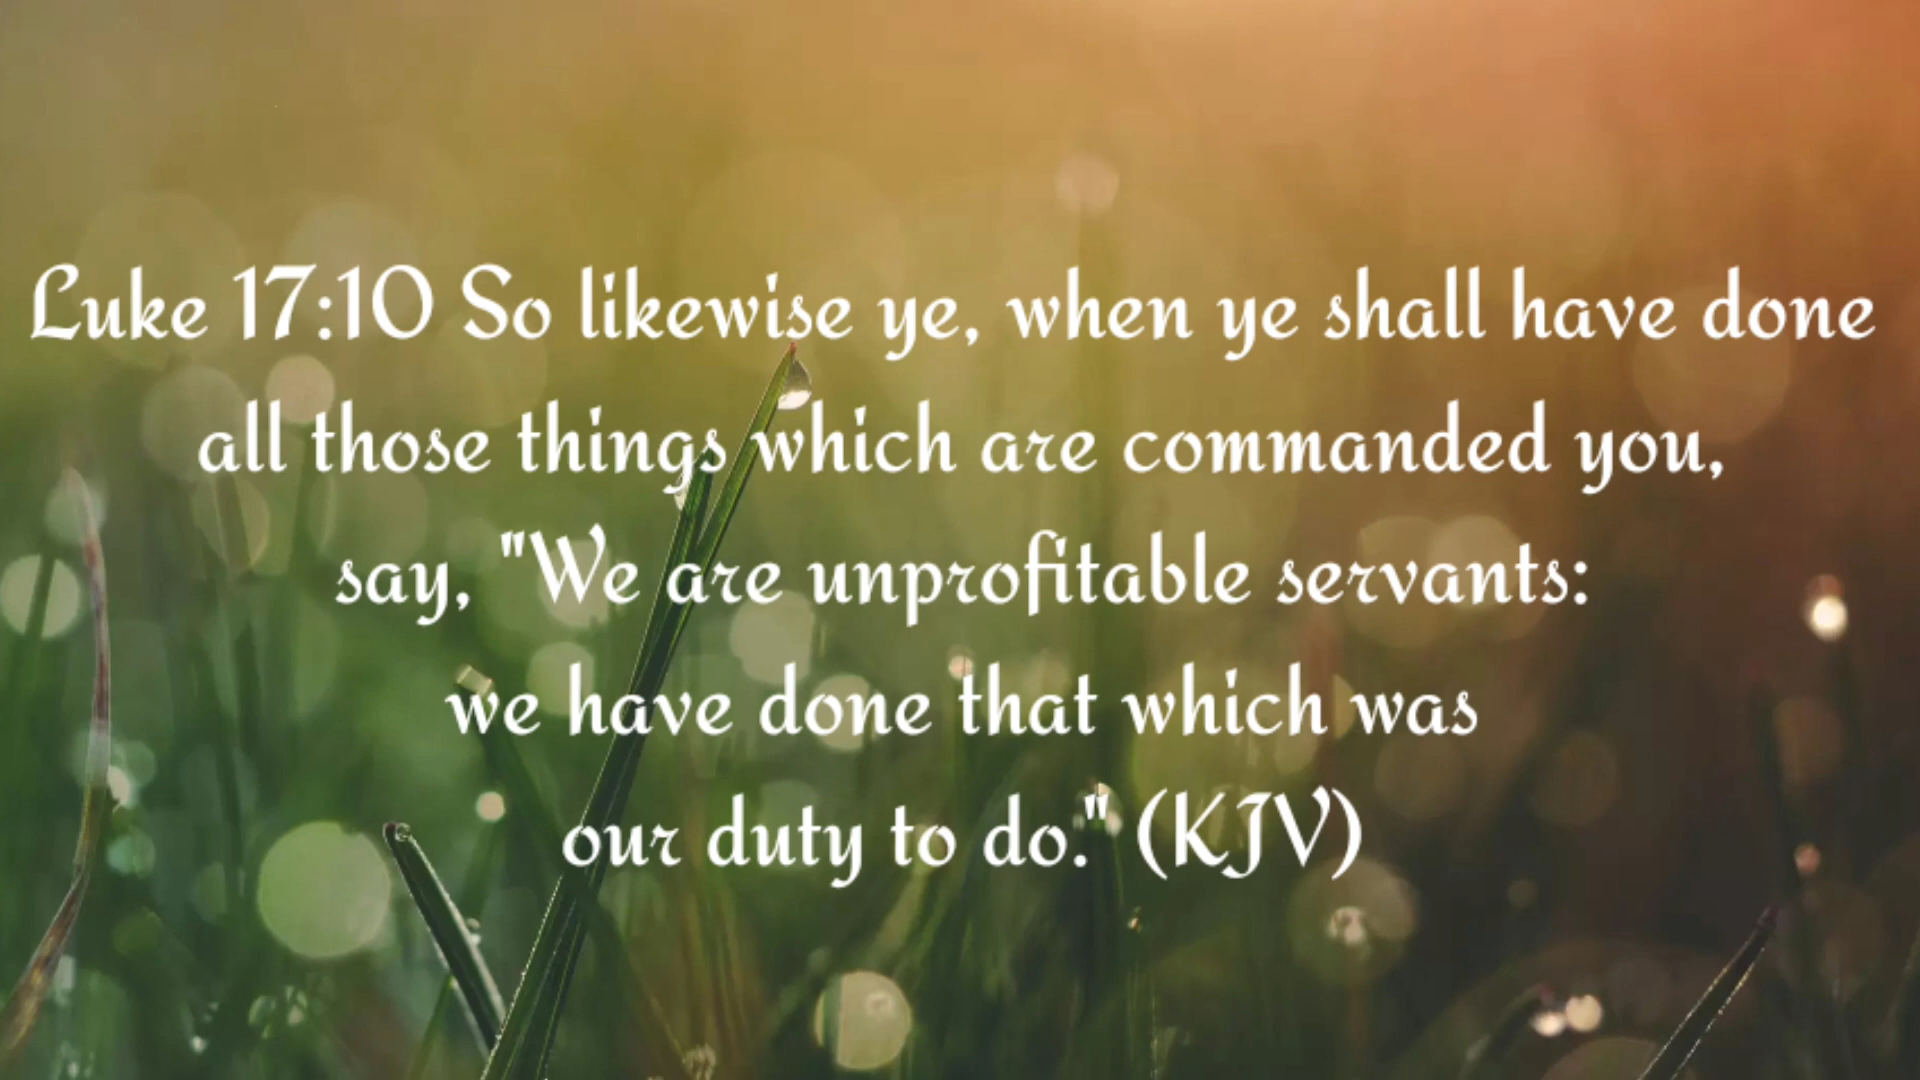 Luke 17:10 So likewise ye, when ye shall have done
all those things which are commanded you,
say, "We are unprofitable servants:
we have done that which was
our duty to do." (KJV)